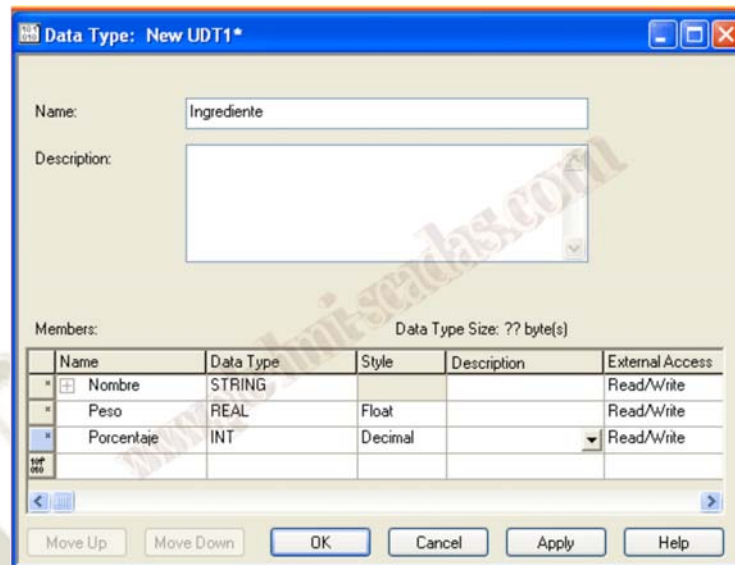 Data Type: New UDT1*
Name: Ingrediente
Description:
Members: Data Type Size: ?? byte(s)
Name Data Type Style Description External Access
Nombre STRING Read/Write
Peso REAL Float Read/Write
Porcentaje INT Decimal Read/Write
Move Up Move Down OK Cancel Apply Help